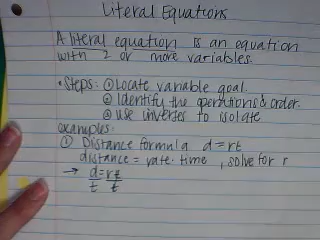 Literal Equations
A literal equation is an equation
with 2 or more variables.
• Steps: ① Locate variable goal.
② Identify the operations & order.
③ use inverses to isolate
examples:
① Distance formula d=rt
distance = rate · time , solve for r
→ d=rt
t t